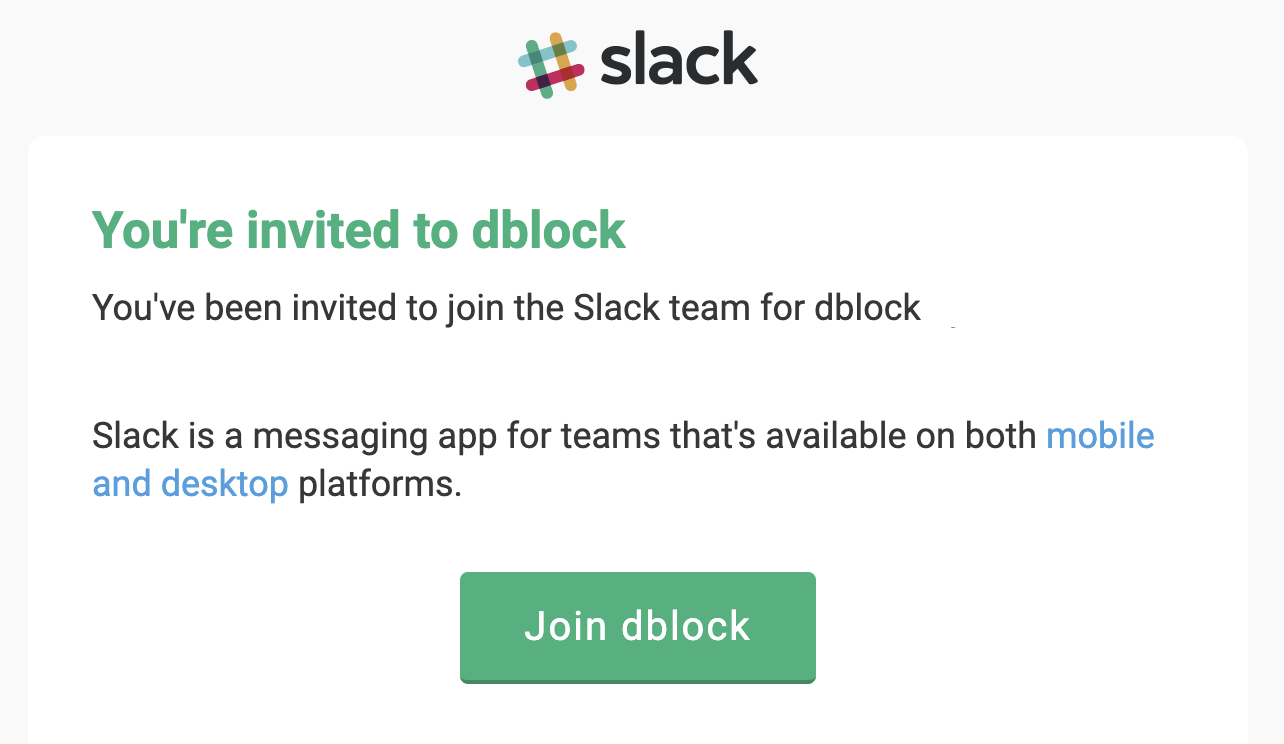 slack
You're invited to dblock
You've been invited to join the Slack team for dblock
Slack is a messaging app for teams that's available on both mobile
and desktop platforms.
Join dblock